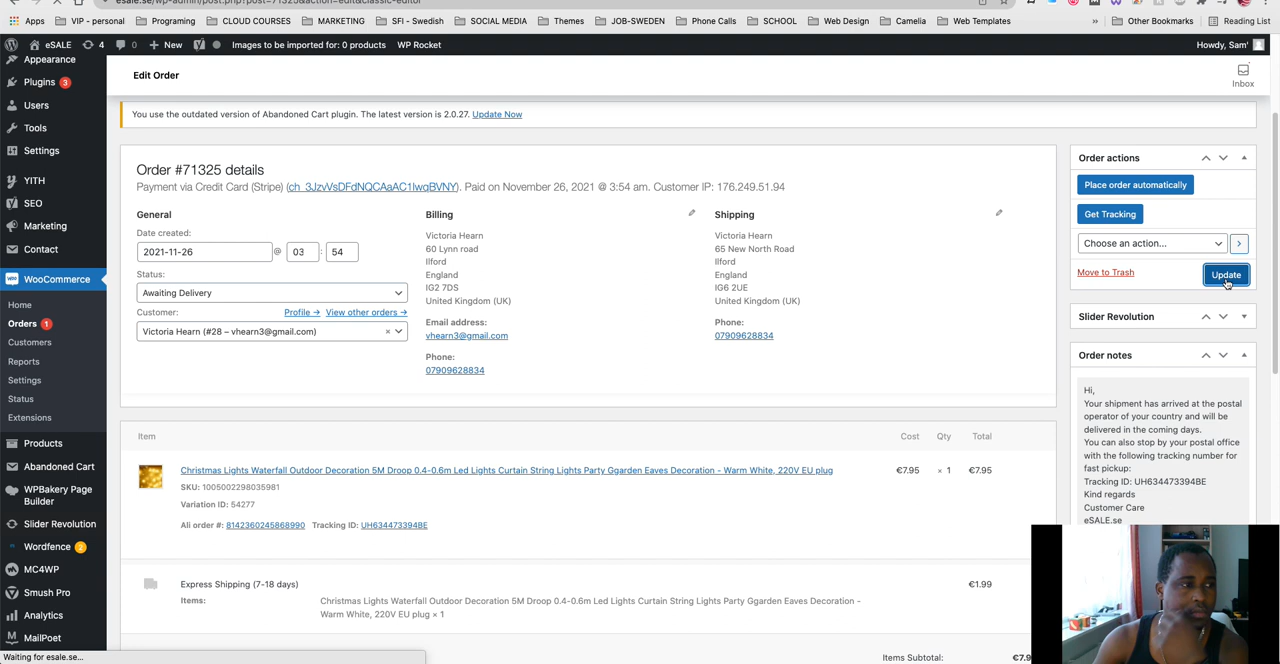 esale.se/wp-admin/post.php?post=71325&action=edit&classic-editor
Apps VIP - personal Programing CLOUD COURSES MARKETING SFI - Swedish SOCIAL MEDIA Themes JOB-SWEDEN Phone Calls SCHOOL Web Design Camelia Web Templates » Other Bookmarks Reading List
eSALE 4 0 + New Images to be imported for: 0 products WP Rocket Howdy, Sam'
Appearance
Plugins 3
Users
Tools
Settings
YITH
SEO
Marketing
Contact
WooCommerce
Home
Orders 1
Customers
Reports
Settings
Status
Extensions
Products
Abandoned Cart
WPBakery Page
Builder
Slider Revolution
Wordfence 2
MC4WP
Smush Pro
Analytics
MailPoet
Waiting for esale.se...
Edit Order
Inbox
You use the outdated version of Abandoned Cart plugin. The latest version is 2.0.27. Update Now
Order #71325 details
Payment via Credit Card (Stripe) (ch_3JzvVsDFdNQCAaAC1IwqBVNY). Paid on November 26, 2021 @ 3:54 am. Customer IP: 176.249.51.94
General
Date created:
2021-11-26 @ 03 : 54
Status:
Awaiting Delivery
Customer: Profile → View other orders →
Victoria Hearn (#28 – vhearn3@gmail.com) ×
Billing
Victoria Hearn
60 Lynn road
Ilford
England
IG2 7DS
United Kingdom (UK)
Email address:
vhearn3@gmail.com
Phone:
07909628834
Shipping
Victoria Hearn
65 New North Road
Ilford
England
IG6 2UE
United Kingdom (UK)
Phone:
07909628834
Item Cost Qty Total
Christmas Lights Waterfall Outdoor Decoration 5M Droop 0.4-0.6m Led Lights Curtain String Lights Party Ggarden Eaves Decoration - Warm White, 220V EU plug €7.95 × 1 €7.95
SKU: 1005002298035981
Variation ID: 54277
Ali order #: 8142360245868990 Tracking ID: UH634473394BE
Express Shipping (7-18 days) €1.99
Items: Christmas Lights Waterfall Outdoor Decoration 5M Droop 0.4-0.6m Led Lights Curtain String Lights Party Ggarden Eaves Decoration -
Warm White, 220V EU plug × 1
Items Subtotal: €7.9
Order actions
Place order automatically
Get Tracking
Choose an action...
Move to Trash Update
Slider Revolution
Order notes
Hi,
Your shipment has arrived at the postal
operator of your country and will be
delivered in the coming days.
You can also stop by your postal office
with the following tracking number for
fast pickup:
Tracking ID: UH634473394BE
Kind regards
Customer Care
eSALE.se